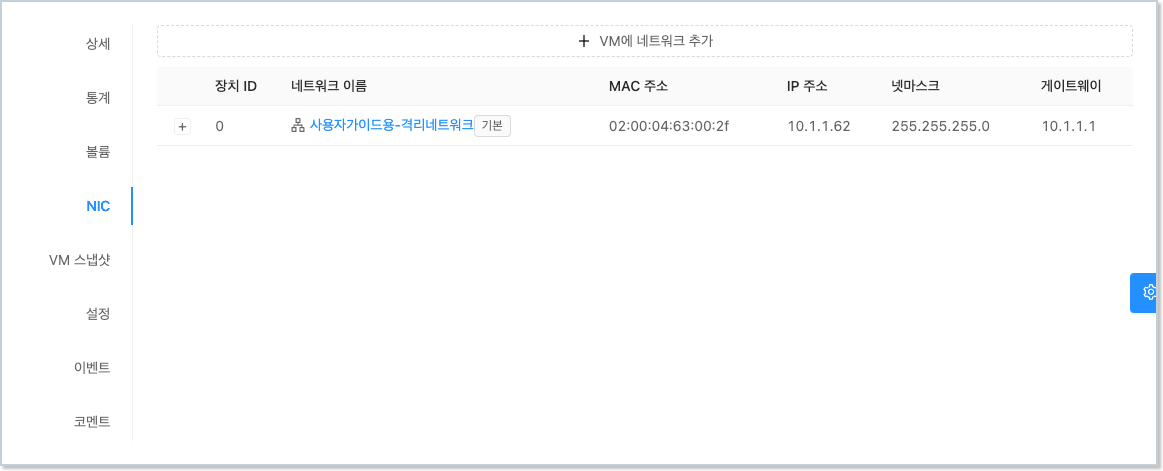 상세
통계
볼륨
NIC
VM 스냅샷
설정
이벤트
코멘트
+ VM에 네트워크 추가
장치 ID 네트워크 이름 MAC 주소 IP 주소 넷마스크 게이트웨이
+ 0 사용자가이드용-격리네트워크 기본 02:00:04:63:00:2f 10.1.1.62 255.255.255.0 10.1.1.1